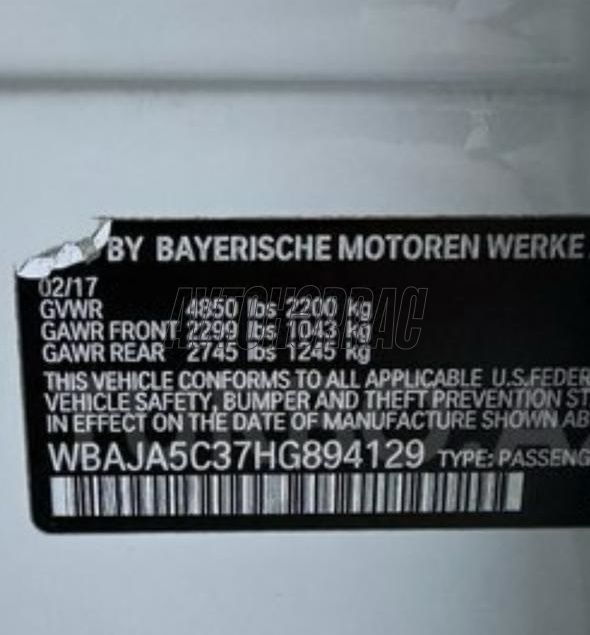 BY BAYERISCHE MOTOREN WERKE
02/17
GVWR 4850 lbs 2200 kg
GAWR FRONT 2299 lbs 1043 kg
GAWR REAR 2745 lbs 1245 kg
THIS VEHICLE CONFORMS TO ALL APPLICABLE U.S.FEDER
VEHICLE SAFETY, BUMPER AND THEFT PREVENTION ST
IN EFFECT ON THE DATE OF MANUFACTURE SHOWN AB
WBAJA5C37HG894129 TYPE: PASSENG